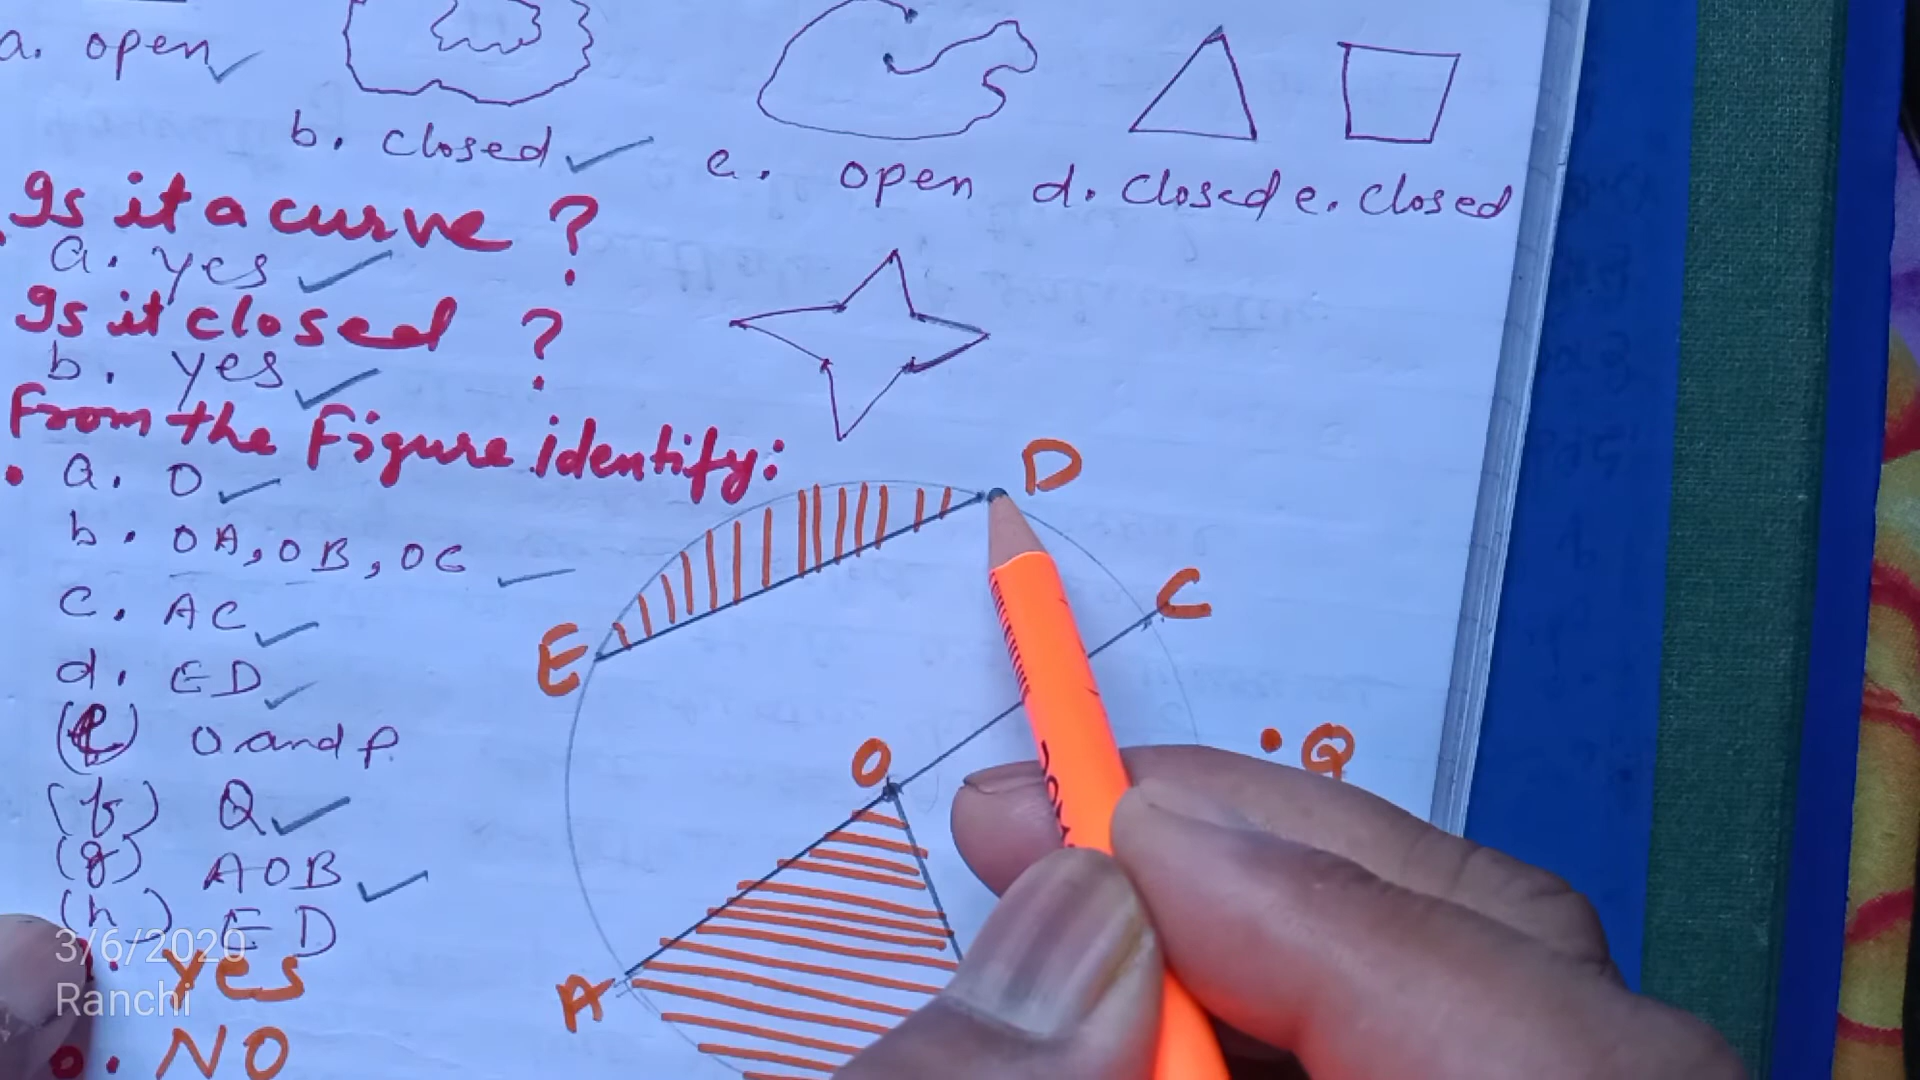 a. open
b. closed
c. open d. closed e. closed
Is it a curve ?
a. yes
Is it closed ?
b. yes
From the Figure identify:
a. O
b. OA, OB, OC
c. AC
d. ED
(e) O and P
(f) Q
(g) AOB
(h) ED
Yes
NO
D
C
E
O
Q
A
3/6/2020
Ranchi